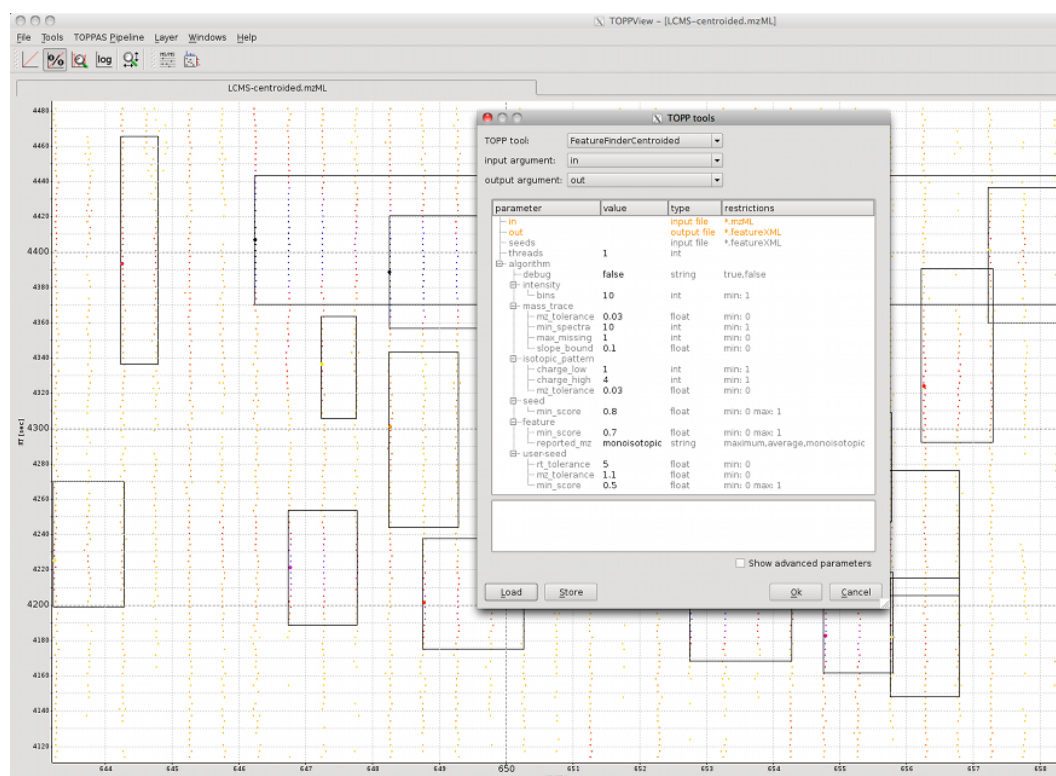 TOPPView - [LCMS-centroided.mzML]
File Tools TOPPAS Pipeline Layer Windows Help
% log
LCMS-centroided.mzML
TOPP tools
TOPP tool: FeatureFinderCentroided
input argument: in
output argument: out
parameter value type restrictions
in input file *.mzML
out output file *.featureXML
seeds input file *.featureXML
threads 1 int
algorithm
debug false string true,false
intensity
bins 10 int min: 1
mass_trace
mz_tolerance 0.03 float min: 0
min_spectra 10 int min: 1
max_missing 1 int min: 0
slope_bound 0.1 float min: 0
isotopic_pattern
charge_low 1 int min: 1
charge_high 4 int min: 1
mz_tolerance 0.03 float min: 0
seed
min_score 0.8 float min: 0 max: 1
feature
min_score 0.7 float min: 0 max: 1
reported_mz monoisotopic string maximum,average,monoisotopic
user-seed
rt_tolerance 5 float min: 0
mz_tolerance 1.1 float min: 0
min_score 0.5 float min: 0 max: 1
Show advanced parameters
Load Store Ok Cancel
RT [sec]
4480
4460
4440
4420
4400
4380
4360
4340
4320
4300
4280
4260
4240
4220
4200
4180
4160
4140
4120
644 645 646 647 648 649 650 651 652 653 654 655 656 657 658